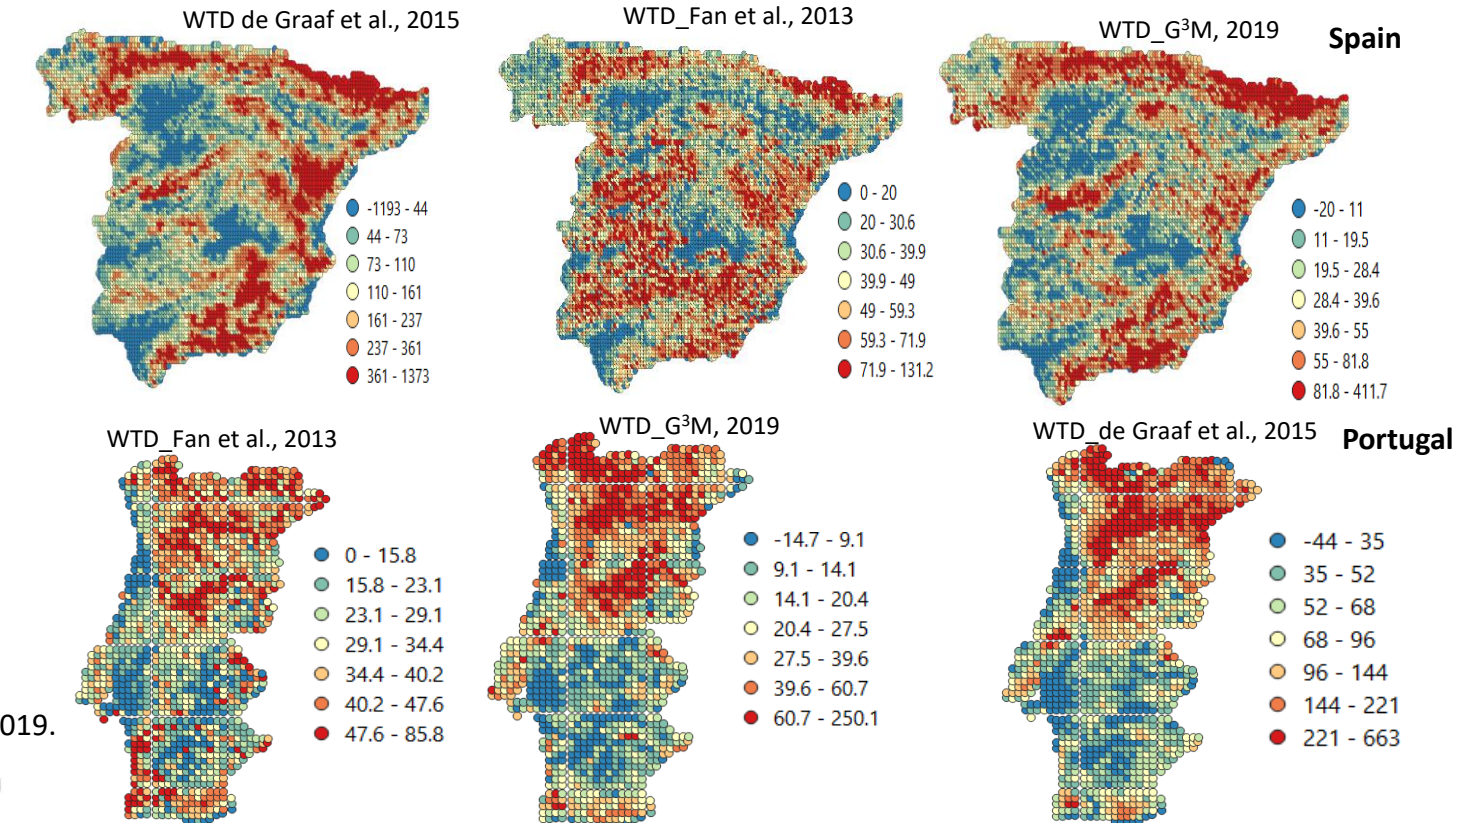 WTD de Graaf et al., 2015
WTD_Fan et al., 2013
WTD_G³M, 2019
Spain
-1193 - 44
44 - 73
73 - 110
110 - 161
161 - 237
237 - 361
361 - 1373
0 - 20
20 - 30.6
30.6 - 39.9
39.9 - 49
49 - 59.3
59.3 - 71.9
71.9 - 131.2
-20 - 11
11 - 19.5
19.5 - 28.4
28.4 - 39.6
39.6 - 55
55 - 81.8
81.8 - 411.7
WTD_Fan et al., 2013
WTD_G³M, 2019
WTD_de Graaf et al., 2015
Portugal
0 - 15.8
15.8 - 23.1
23.1 - 29.1
29.1 - 34.4
34.4 - 40.2
40.2 - 47.6
47.6 - 85.8
-14.7 - 9.1
9.1 - 14.1
14.1 - 20.4
20.4 - 27.5
27.5 - 39.6
39.6 - 60.7
60.7 - 250.1
-44 - 35
35 - 52
52 - 68
68 - 96
96 - 144
144 - 221
221 - 663
019.